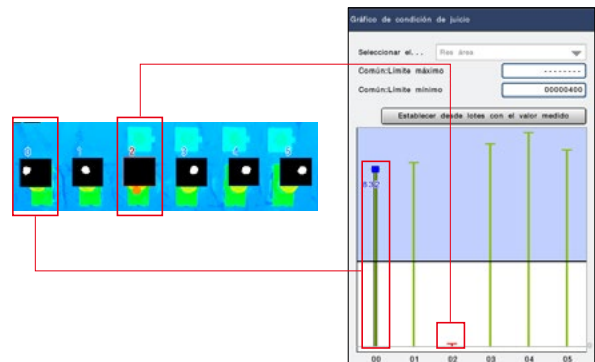 Gráfico de condición de juicio
Seleccionar el... Res área
Común:Límite máximo --------
Común:Límite mínimo 00000400
Establecer desde lotes con el valor medido
0 1 2 3 4 5
00 01 02 03 04 05